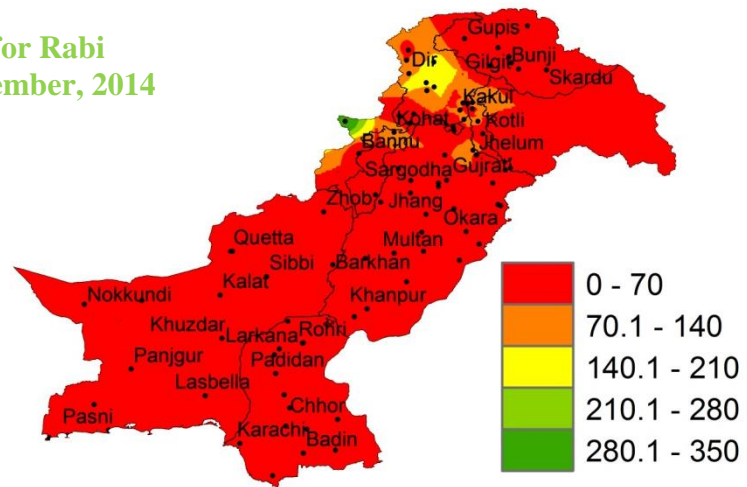 for Rabi
ember, 2014
Gupis
Dir
Gilgit
Bunji
Skardu
Kakul
Kohat
Kotli
Bannu
Jhelum
Sargodha
Gujrat
Zhob
Jhang
Okara
Quetta
Multan
Sibbi
Barkhan
Nokkundi
Kalat
Khanpur
Khuzdar
Larkana
Rohri
Panjgur
Padidan
Lasbella
Pasni
Chhor
Karachi
Badin
0 - 70
70.1 - 140
140.1 - 210
210.1 - 280
280.1 - 350